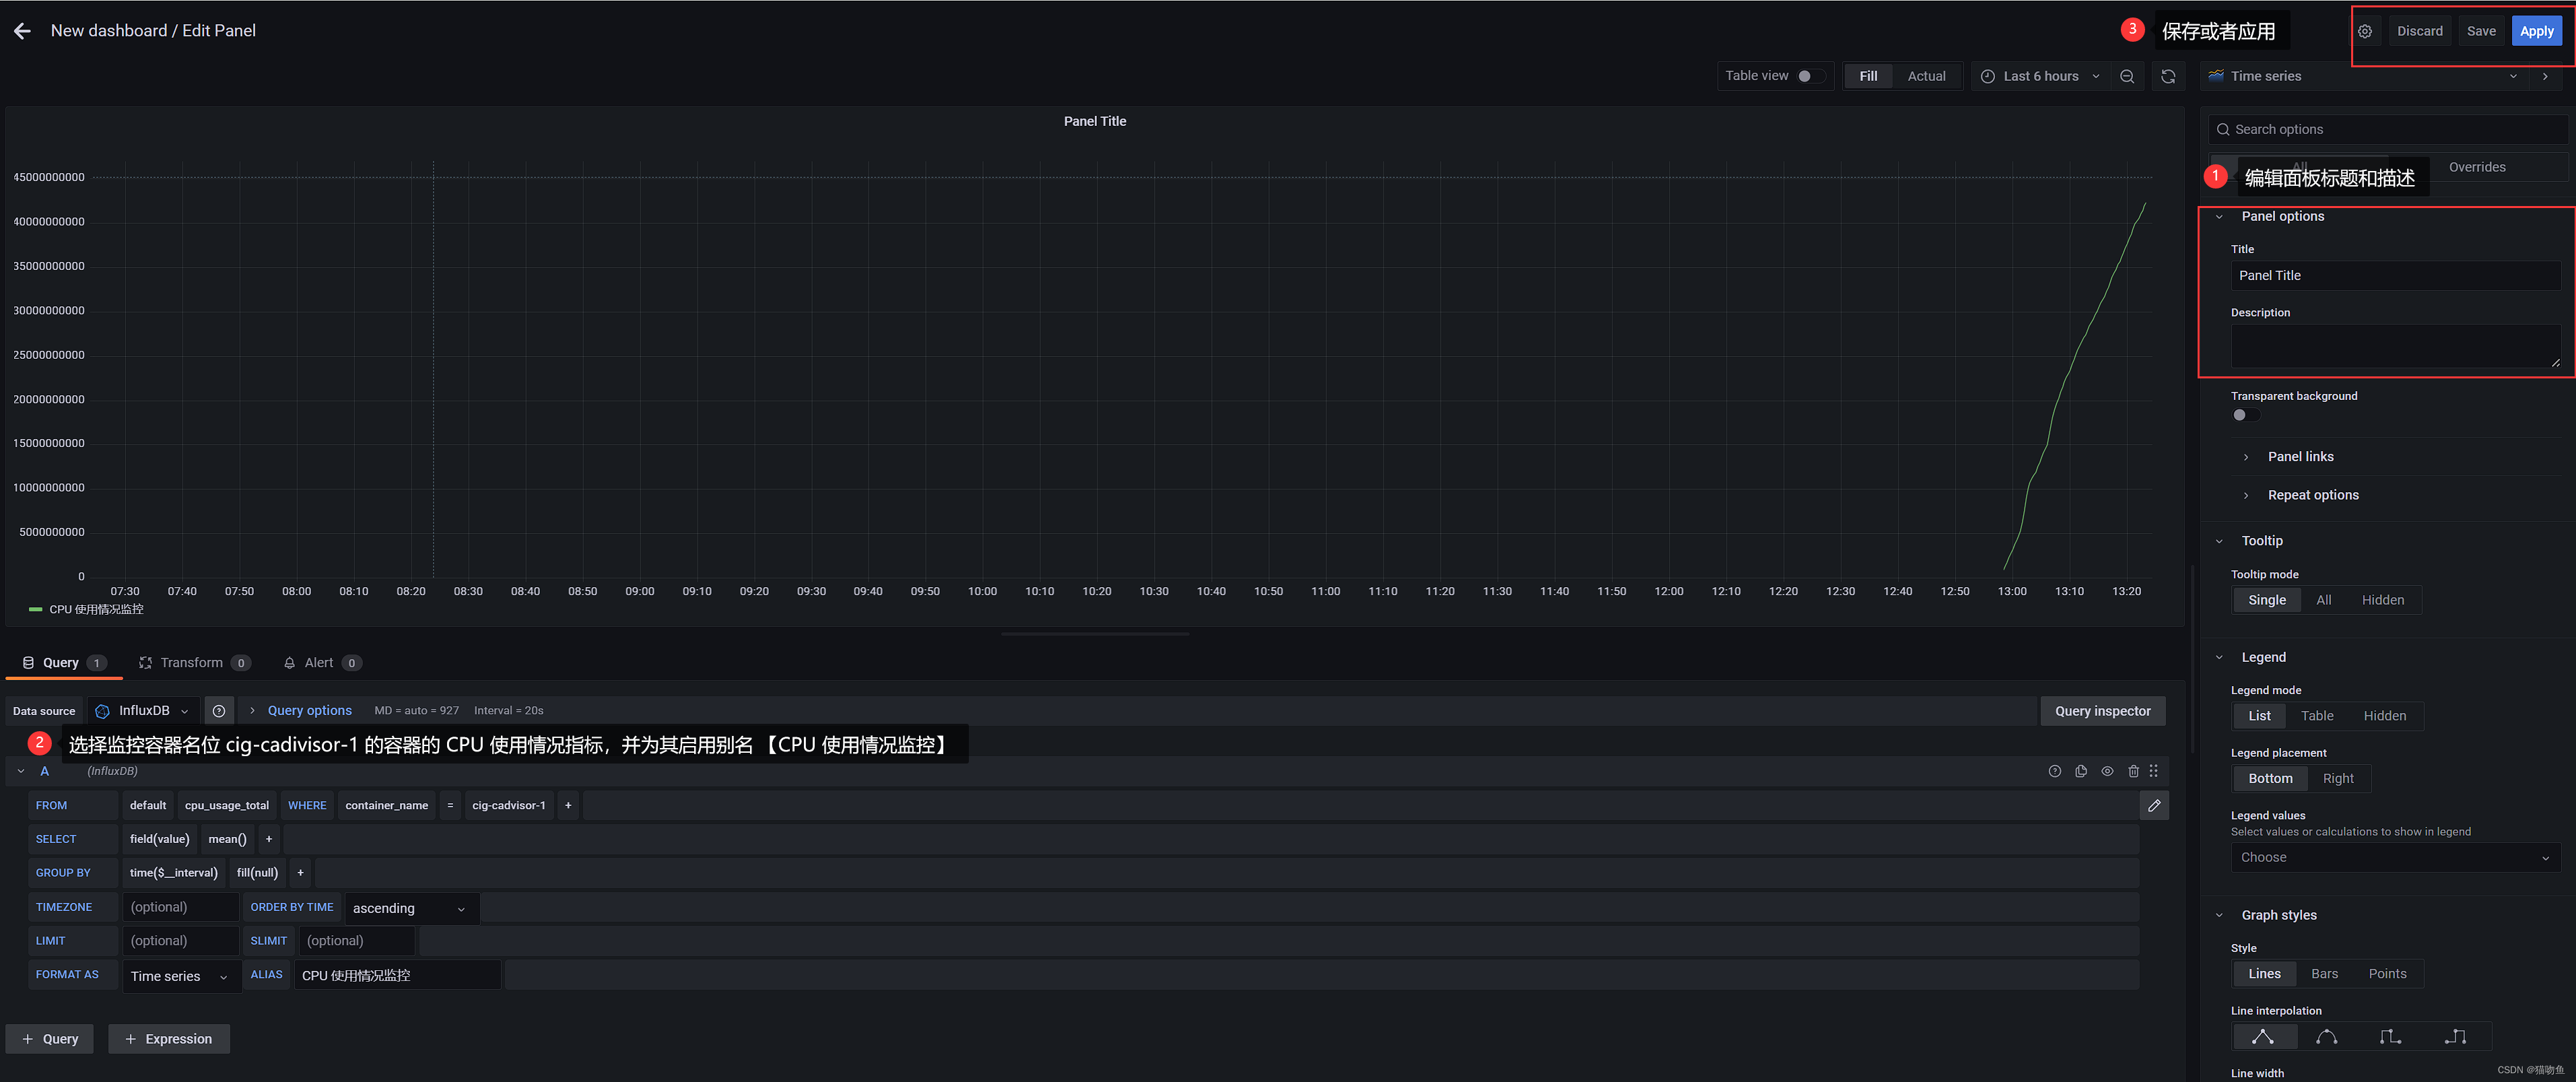 New dashboard / Edit Panel
3 保存或者应用
Discard Save Apply
Table view Fill Actual Last 6 hours Time series
Panel Title
45000000000
40000000000
35000000000
30000000000
25000000000
20000000000
15000000000
10000000000
5000000000
0
07:30 07:40 07:50 08:00 08:10 08:20 08:30 08:40 08:50 09:00 09:10 09:20 09:30 09:40 09:50 10:00 10:10 10:20 10:30 10:40 10:50 11:00 11:10 11:20 11:30 11:40 11:50 12:00 12:10 12:20 12:30 12:40 12:50 13:00 13:10 13:20
CPU 使用情况监控
Query 1 Transform 0 Alert 0
Data source InfluxDB Query options MD = auto = 927 Interval = 20s Query inspector
2 选择监控容器名位 cig-cadivisor-1 的容器的 CPU 使用情况指标，并为其启用别名 【CPU 使用情况监控】
A (InfluxDB)
FROM default cpu_usage_total WHERE container_name = cig-cadvisor-1 +
SELECT field(value) mean() +
GROUP BY time($__interval) fill(null) +
TIMEZONE (optional) ORDER BY TIME ascending
LIMIT (optional) SLIMIT (optional)
FORMAT AS Time series ALIAS CPU 使用情况监控
+ Query + Expression
Search options
All Overrides
1 编辑面板标题和描述
Panel options
Title
Panel Title
Description
Transparent background
Panel links
Repeat options
Tooltip
Tooltip mode
Single All Hidden
Legend
Legend mode
List Table Hidden
Legend placement
Bottom Right
Legend values
Select values or calculations to show in legend
Choose
Graph styles
Style
Lines Bars Points
Line interpolation
Line width
CSDN @猫吻鱼